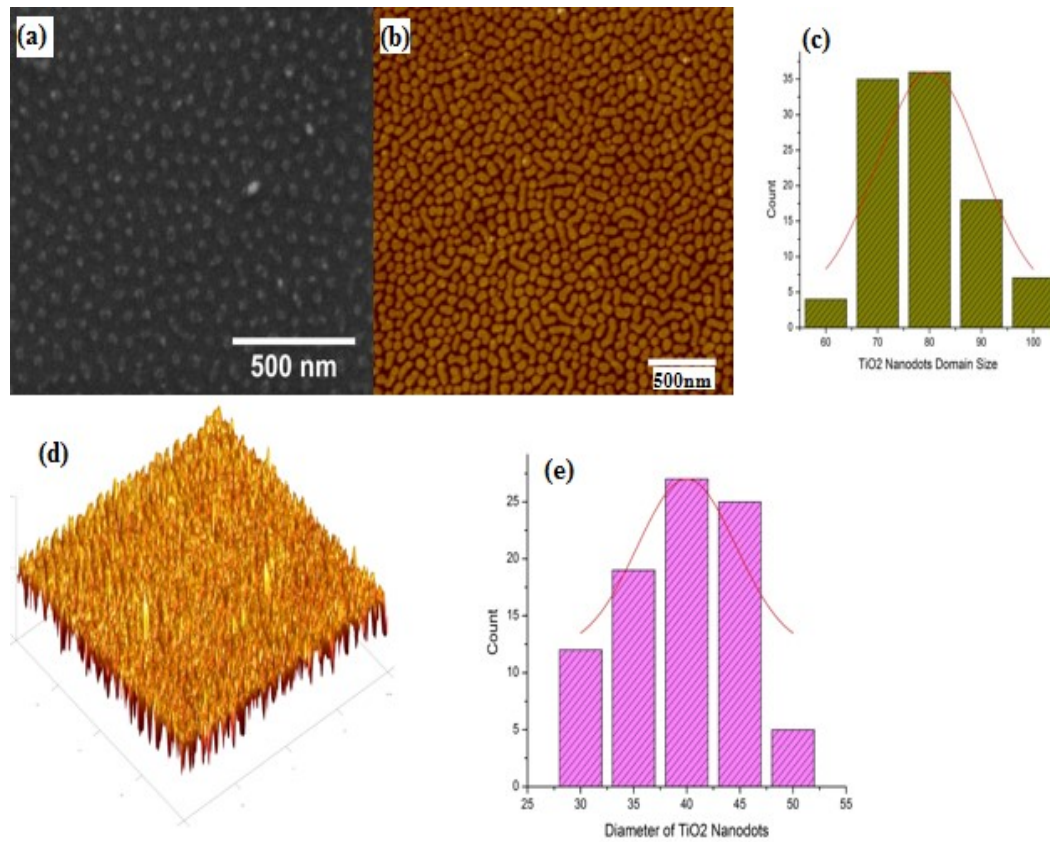 (a)
500 nm
(b)
500nm
(c)
35
30
25
20
15
10
5
0
Count
60 70 80 90 100
TiO2 Nanodots Domain Size
(d)
(e)
25
20
15
10
5
0
Count
25 30 35 40 45 50 55
Diameter of TiO2 Nanodots